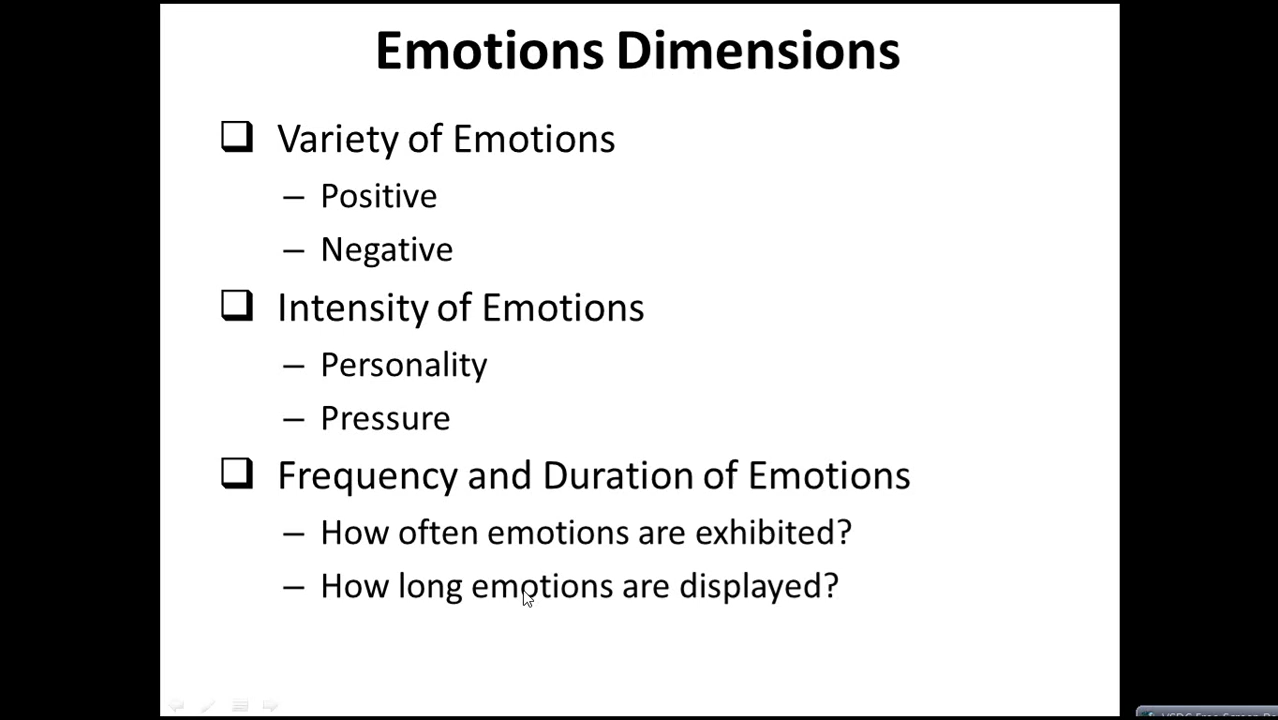 Emotions Dimensions
Variety of Emotions
– Positive
– Negative
Intensity of Emotions
– Personality
– Pressure
Frequency and Duration of Emotions
– How often emotions are exhibited?
– How long emotions are displayed?